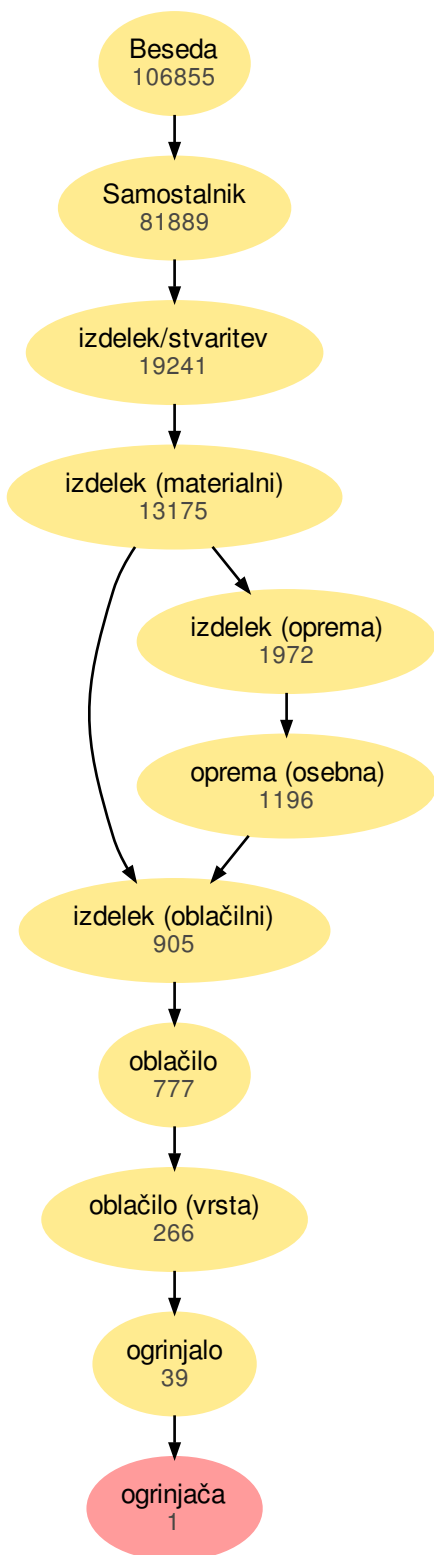 Beseda
106855
Samostalnik
81889
izdelek/stvaritev
19241
izdelek (materialni)
13175
izdelek (oprema)
1972
oprema (osebna)
1196
izdelek (oblačilni)
905
oblačilo
777
oblačilo (vrsta)
266
ogrinjalo
39
ogrinjača
1